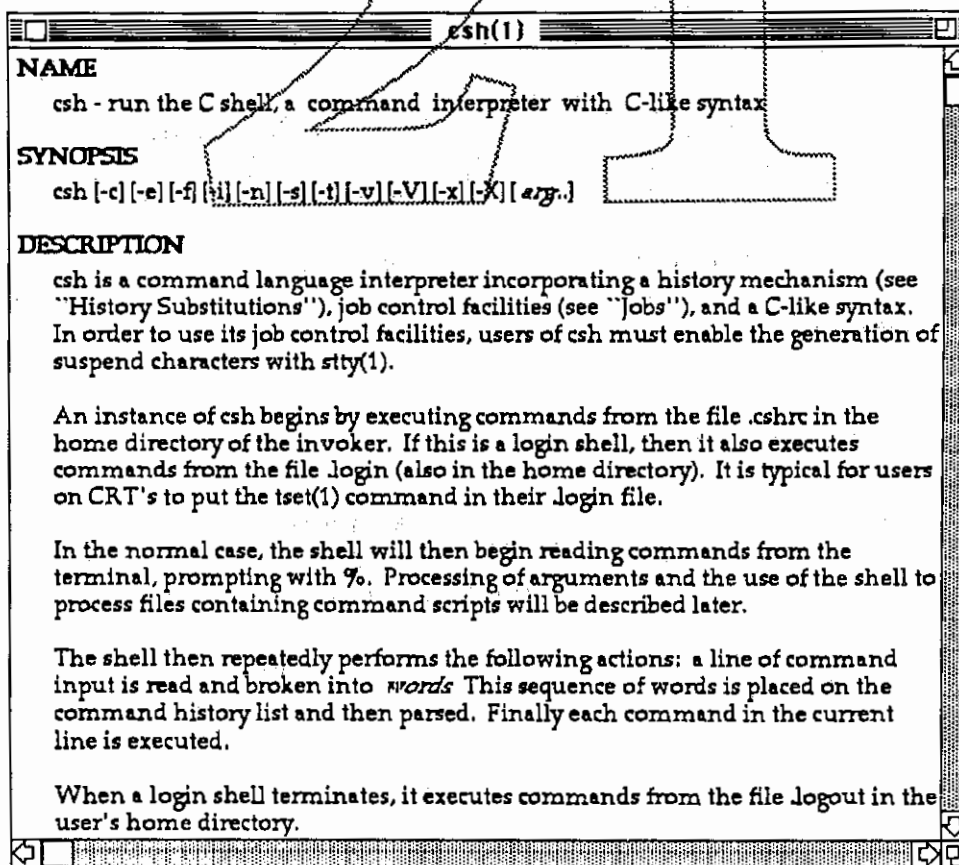 csh(1)
NAME
csh - run the C shell, a command interpreter with C-like syntax
SYNOPSIS
csh [-c] [-e] [-f] [-i] [-n] [-s] [-t] [-v] [-V] [-x] [-X] [ arg..]
DESCRIPTION
csh is a command language interpreter incorporating a history mechanism (see
``History Substitutions''), job control facilities (see ``Jobs''), and a C-like syntax.
In order to use its job control facilities, users of csh must enable the generation of
suspend characters with stty(1).
An instance of csh begins by executing commands from the file .cshrc in the
home directory of the invoker. If this is a login shell, then it also executes
commands from the file .login (also in the home directory). It is typical for users
on CRT's to put the tset(1) command in their .login file.
In the normal case, the shell will then begin reading commands from the
terminal, prompting with %. Processing of arguments and the use of the shell to
process files containing command scripts will be described later.
The shell then repeatedly performs the following actions: a line of command
input is read and broken into words This sequence of words is placed on the
command history list and then parsed. Finally each command in the current
line is executed.
When a login shell terminates, it executes commands from the file .logout in the
user's home directory.